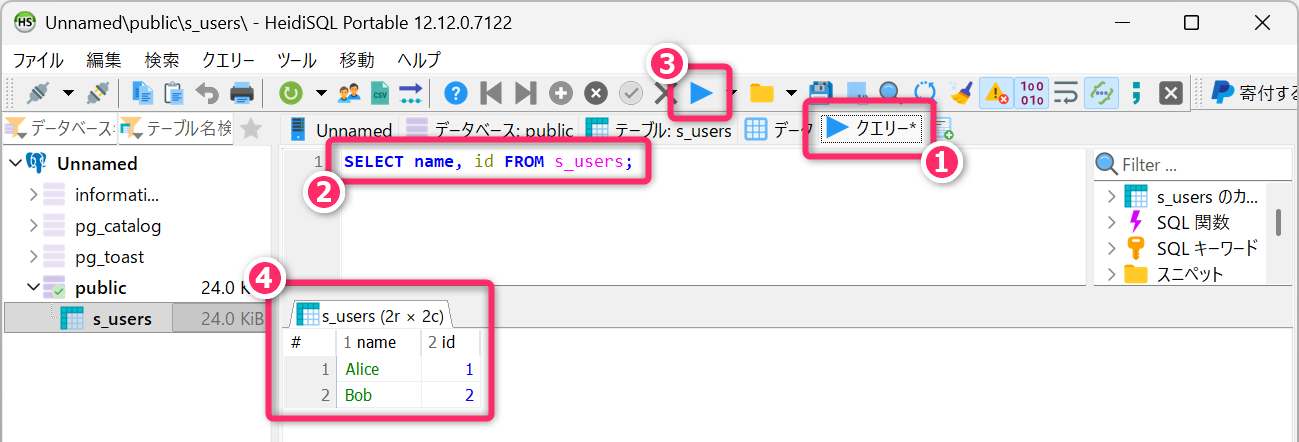 HS Unnamed\public\s_users\ - HeidiSQL Portable 12.12.0.7122
ファイル 編集 検索 クエリー ツール 移動 ヘルプ
3
CSV ? 100 010 ; 寄付する
データベース: テーブル名検 Unnamed データベース: public テーブル: s_users データ クエリー*
1
Unnamed
informati...
pg_catalog
pg_toast
public 24.0 K
s_users 24.0 KiB
1 SELECT name, id FROM s_users;
2
Filter ...
s_users のカ...
SQL 関数
SQL キーワード
スニペット
4
s_users (2r × 2c)
# 1 name 2 id
1 Alice 1
2 Bob 2